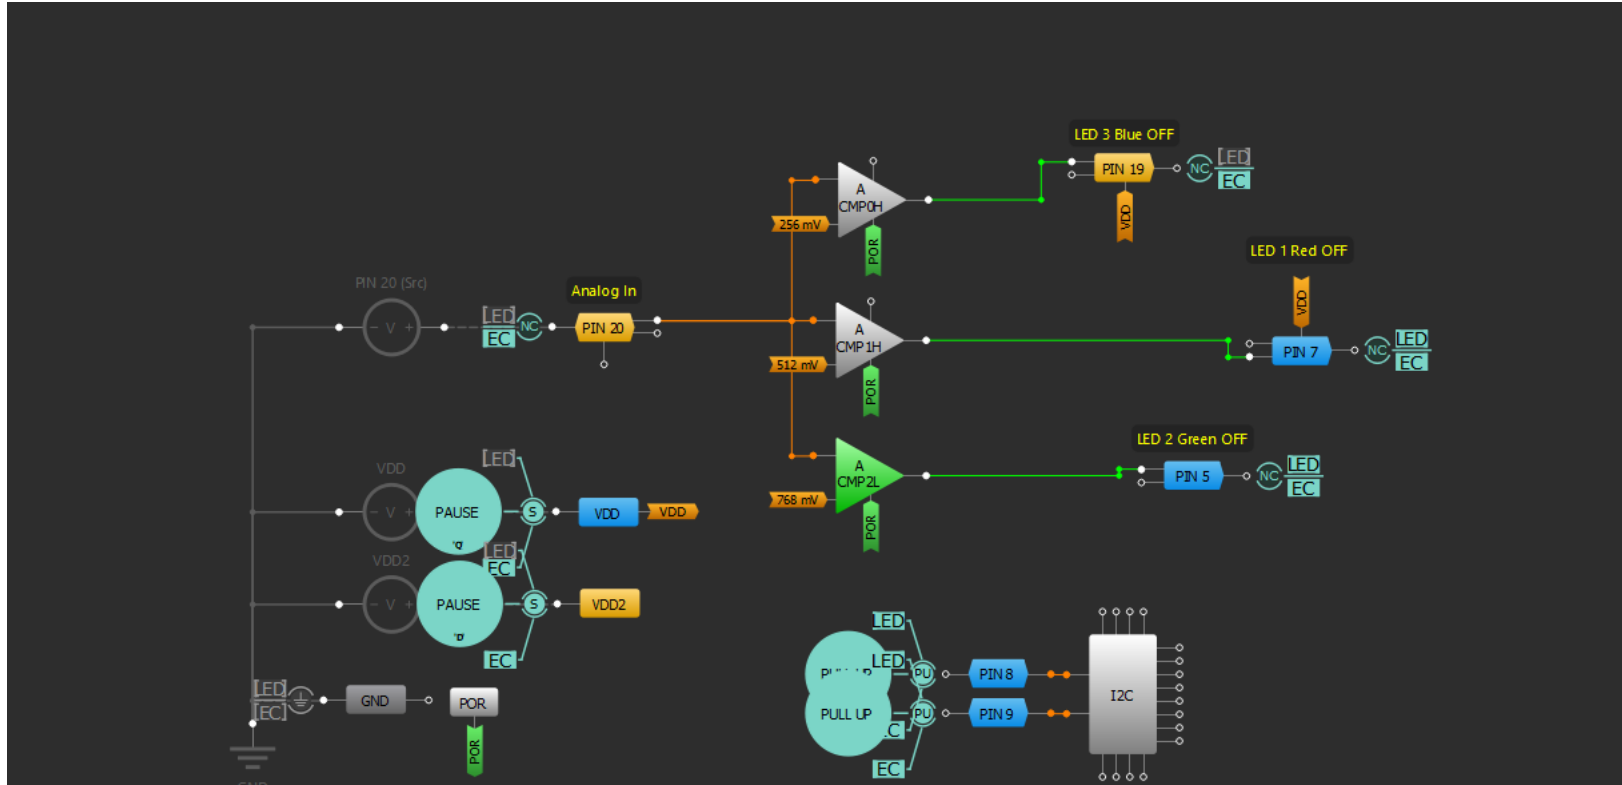 LED 3 Blue OFF
[LED]
PIN 19
NC
EC
A
CMP0H
256 mV
VDD
POR
LED 1 Red OFF
VDD
PIN 20 (Src)
Analog In
[LED]
- V +
NC
PIN 20
EC
A
CMP1H
512 mV
POR
PIN 7
NC
LED
EC
LED 2 Green OFF
[LED]
VDD
A
CMP2L
768 mV
POR
PIN 5
NC
LED
EC
- V +
PAUSE
S
VDD
VDD
[LED]
EC
VDD2
- V +
PAUSE
S
VDD2
EC
LED
LED
PU
PIN 8
I2C
PULL UP
PU
PIN 9
EC
[LED]
[EC]
GND
POR
POR